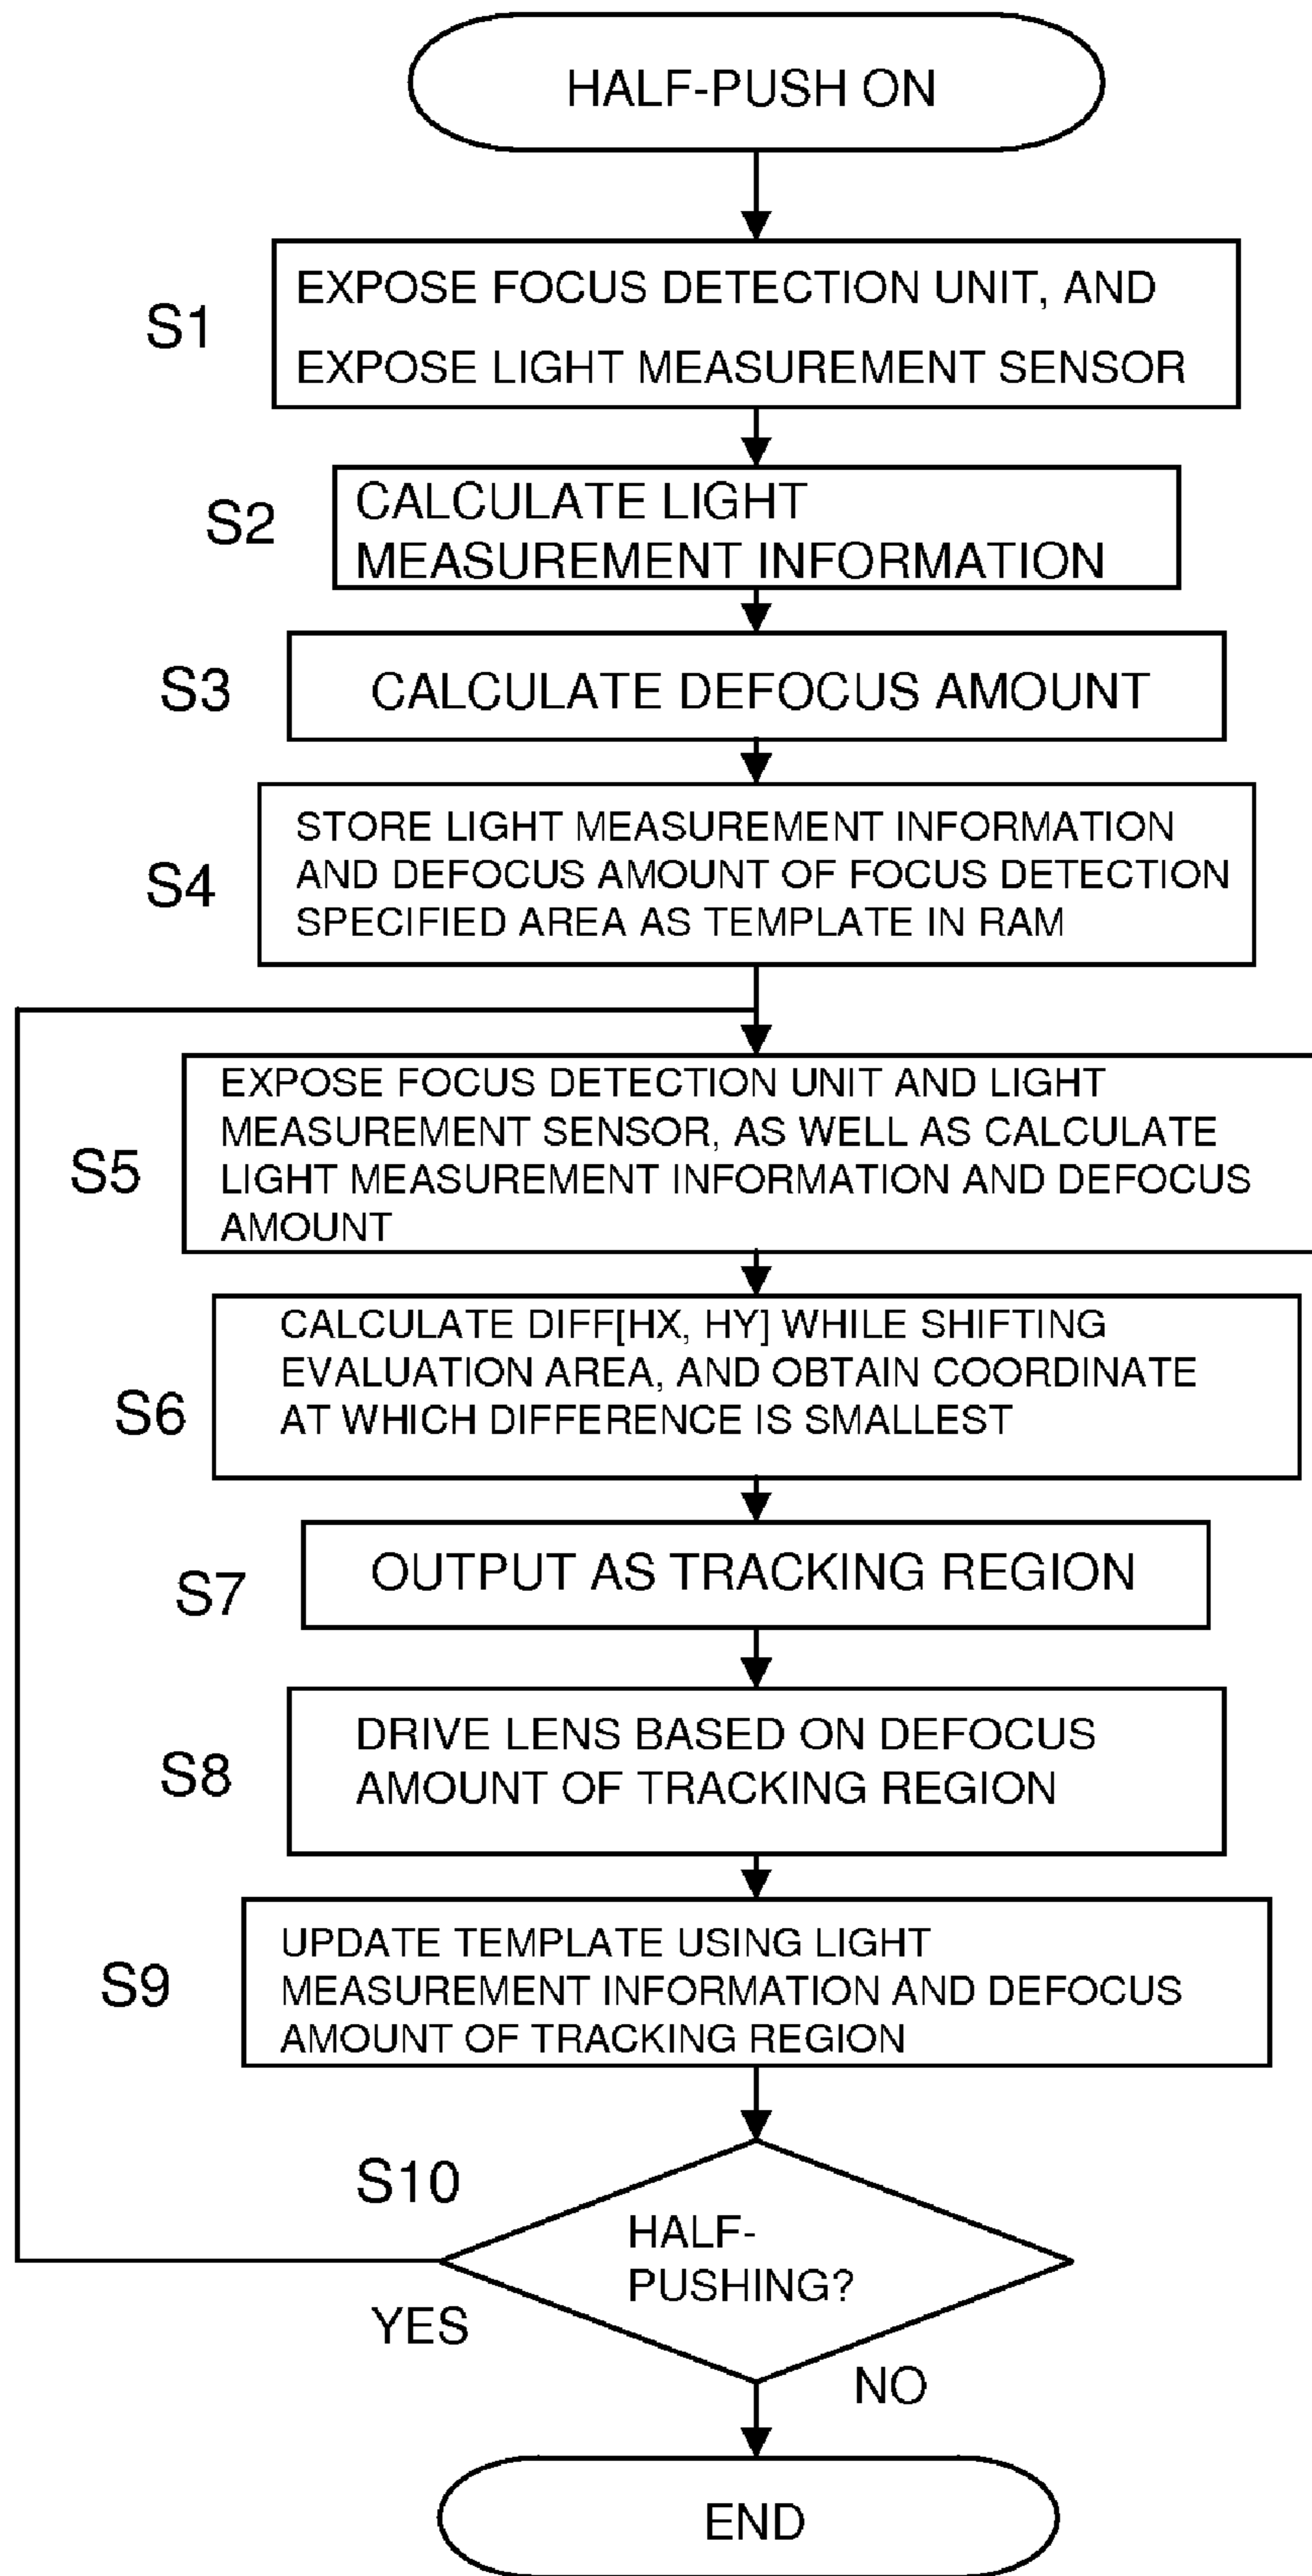 HALF-PUSH ON
S1
EXPOSE FOCUS DETECTION UNIT, AND
EXPOSE LIGHT MEASUREMENT SENSOR
S2
CALCULATE LIGHT
MEASUREMENT INFORMATION
S3
CALCULATE DEFOCUS AMOUNT
S4
STORE LIGHT MEASUREMENT INFORMATION
AND DEFOCUS AMOUNT OF FOCUS DETECTION
SPECIFIED AREA AS TEMPLATE IN RAM
S5
EXPOSE FOCUS DETECTION UNIT AND LIGHT
MEASUREMENT SENSOR, AS WELL AS CALCULATE
LIGHT MEASUREMENT INFORMATION AND DEFOCUS
AMOUNT
S6
CALCULATE DIFF[HX, HY] WHILE SHIFTING
EVALUATION AREA, AND OBTAIN COORDINATE
AT WHICH DIFFERENCE IS SMALLEST
S7
OUTPUT AS TRACKING REGION
S8
DRIVE LENS BASED ON DEFOCUS
AMOUNT OF TRACKING REGION
S9
UPDATE TEMPLATE USING LIGHT
MEASUREMENT INFORMATION AND DEFOCUS
AMOUNT OF TRACKING REGION
S10
HALF-
PUSHING?
YES
NO
END